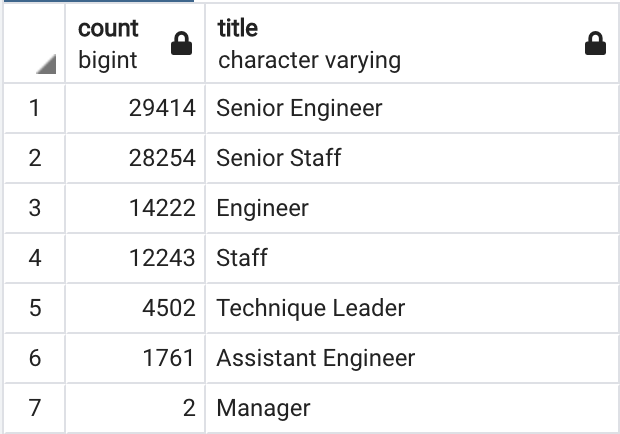 count title
bigint character varying
1 29414 Senior Engineer
2 28254 Senior Staff
3 14222 Engineer
4 12243 Staff
5 4502 Technique Leader
6 1761 Assistant Engineer
7 2 Manager